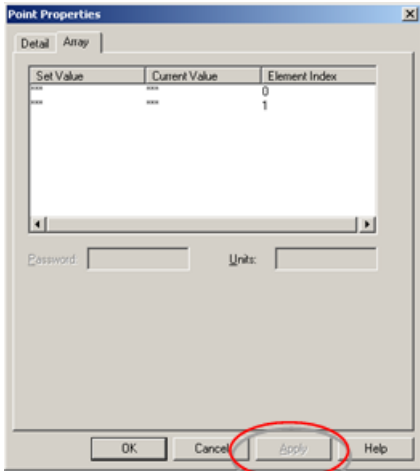 Point Properties
Detail Array
Set Value Current Value Element Index
*** *** 0
*** *** 1
Password: Units:
OK Cancel Apply Help